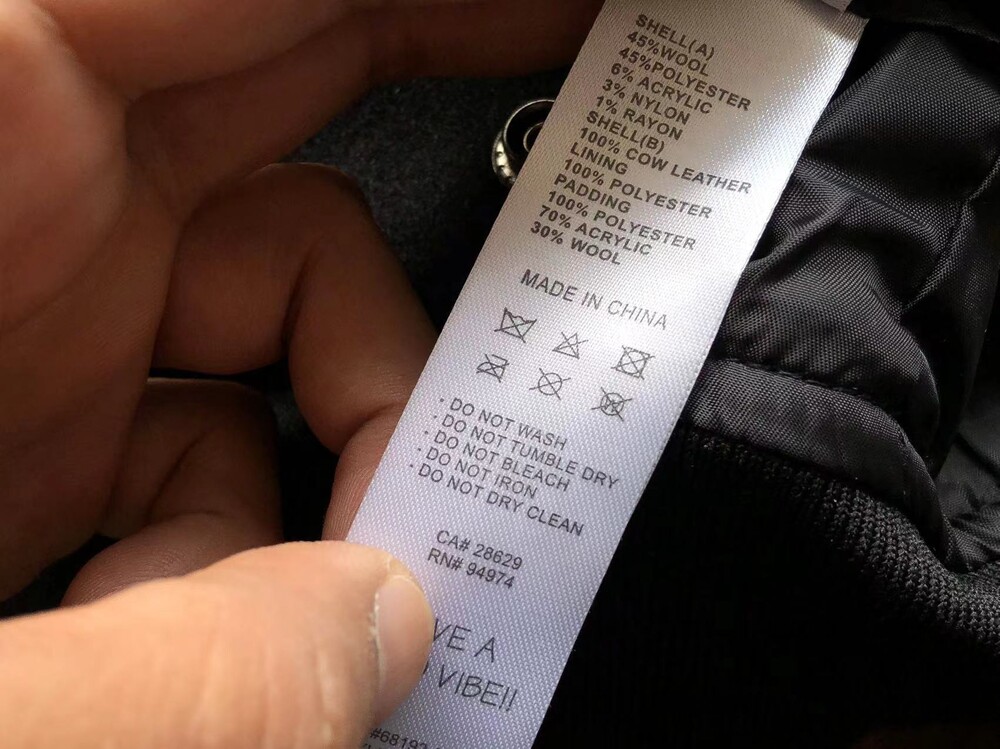 SHELL(A)
45%WOOL
45%POLYESTER
6% ACRYLIC
3% NYLON
1% RAYON
SHELL(B)
100% COW LEATHER
LINING
100% POLYESTER
PADDING
100% POLYESTER
70% ACRYLIC
30% WOOL
MADE IN CHINA
· DO NOT WASH
· DO NOT TUMBLE DRY
· DO NOT BLEACH
· DO NOT IRON
· DO NOT DRY CLEAN
CA# 28629
RN# 94974
VE A
VIBE!!